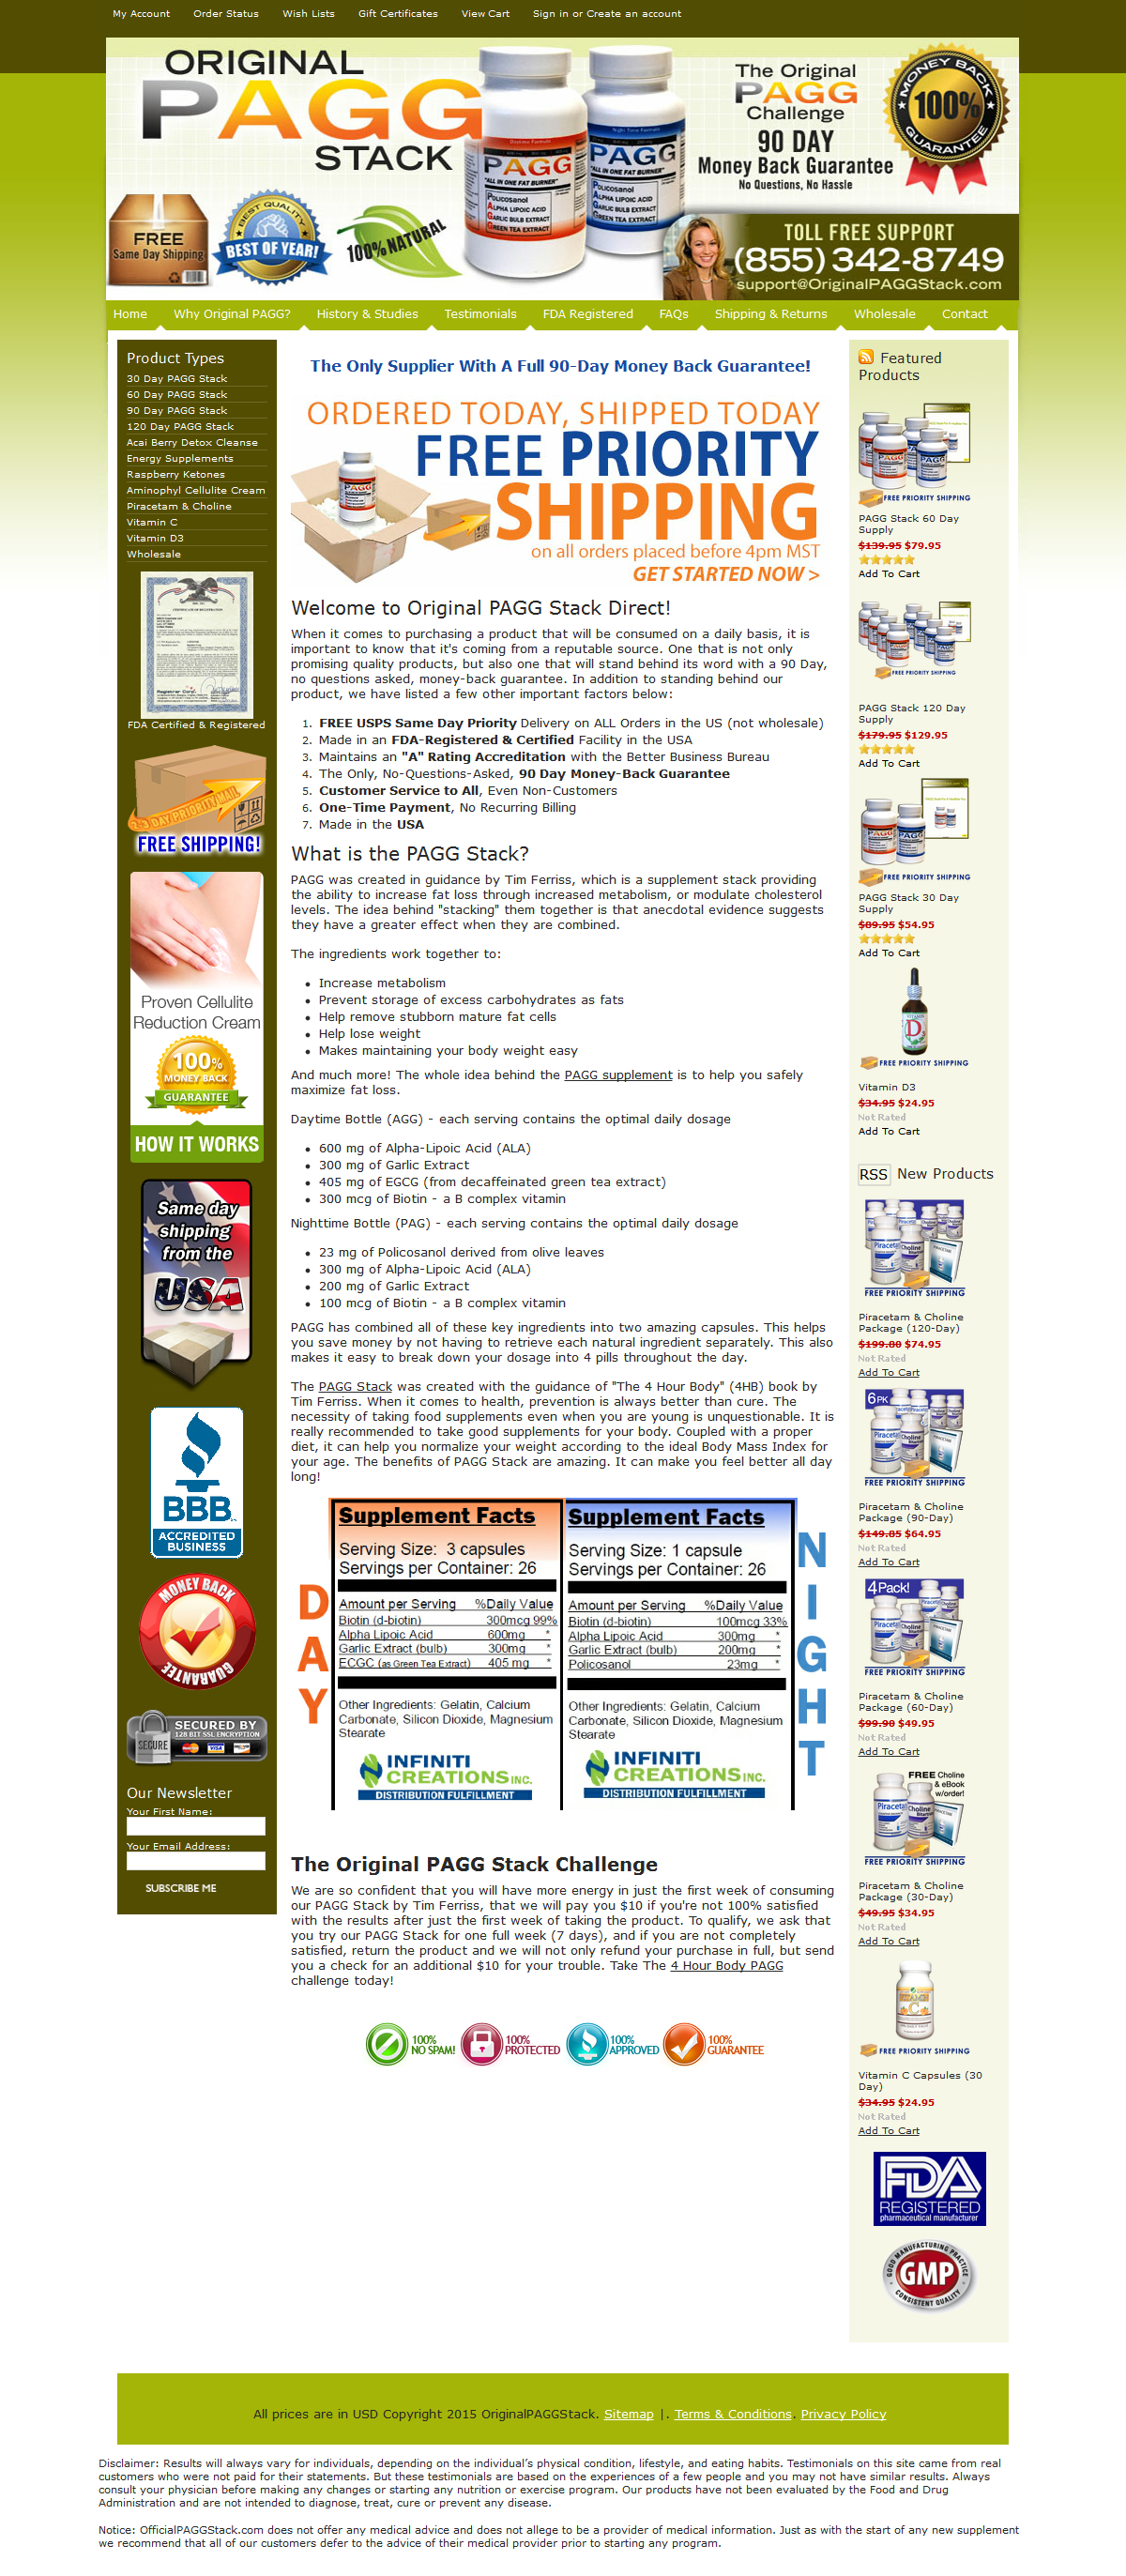 My Account Order Status Wish Lists Gift Certificates View Cart Sign in or Create an account
ORIGINAL
PAGG
STACK
The Original
PAGG
Challenge
90 DAY
Money Back Guarantee
No Questions, No Hassle
MONEY BACK
100%
GUARANTEE
Daytime Formula
PAGG
"ALL IN ONE FAT BURNER"
POLICOSANOL
ALPHA LIPOIC ACID
GARLIC BULB EXTRACT
GREEN TEA EXTRACT
Night Time Formula
PAGG
"ALL IN ONE FAT BURNER"
POLICOSANOL
ALPHA LIPOIC ACID
GARLIC BULB EXTRACT
GREEN TEA EXTRACT
FREE
Same Day Shipping
BEST QUALITY
BEST OF YEAR!
100% NATURAL
TOLL FREE SUPPORT
(855) 342-8749
support@OriginalPAGGStack.com
Home Why Original PAGG? History & Studies Testimonials FDA Registered FAQs Shipping & Returns Wholesale Contact
Product Types
30 Day PAGG Stack
60 Day PAGG Stack
90 Day PAGG Stack
120 Day PAGG Stack
Acai Berry Detox Cleanse
Energy Supplements
Raspberry Ketones
Aminophyl Cellulite Cream
Piracetam & Choline
Vitamin C
Vitamin D3
Wholesale
FDA Certified & Registered
2-3 DAY PRIORITY MAIL
FREE SHIPPING!
Proven Cellulite
Reduction Cream
100%
MONEY BACK
GUARANTEE
HOW IT WORKS
Same day
shipping
from the
USA
BBB
ACCREDITED
BUSINESS
MONEY BACK
GUARANTEE
SECURED BY
128 BIT SSL ENCRYPTION
SECURE
Our Newsletter
Your First Name:
Your Email Address:
SUBSCRIBE ME
The Only Supplier With A Full 90-Day Money Back Guarantee!
ORDERED TODAY, SHIPPED TODAY
FREE PRIORITY
SHIPPING
on all orders placed before 4pm MST
GET STARTED NOW >
Welcome to Original PAGG Stack Direct!
When it comes to purchasing a product that will be consumed on a daily basis, it is
important to know that it's coming from a reputable source. One that is not only
promising quality products, but also one that will stand behind its word with a 90 Day,
no questions asked, money-back guarantee. In addition to standing behind our
product, we have listed a few other important factors below:
1. FREE USPS Same Day Priority Delivery on ALL Orders in the US (not wholesale)
2. Made in an FDA-Registered & Certified Facility in the USA
3. Maintains an "A" Rating Accreditation with the Better Business Bureau
4. The Only, No-Questions-Asked, 90 Day Money-Back Guarantee
5. Customer Service to All, Even Non-Customers
6. One-Time Payment, No Recurring Billing
7. Made in the USA
What is the PAGG Stack?
PAGG was created in guidance by Tim Ferriss, which is a supplement stack providing
the ability to increase fat loss through increased metabolism, or modulate cholesterol
levels. The idea behind "stacking" them together is that anecdotal evidence suggests
they have a greater effect when they are combined.
The ingredients work together to:
• Increase metabolism
• Prevent storage of excess carbohydrates as fats
• Help remove stubborn mature fat cells
• Help lose weight
• Makes maintaining your body weight easy
And much more! The whole idea behind the PAGG supplement is to help you safely
maximize fat loss.
Daytime Bottle (AGG) - each serving contains the optimal daily dosage
• 600 mg of Alpha-Lipoic Acid (ALA)
• 300 mg of Garlic Extract
• 405 mg of EGCG (from decaffeinated green tea extract)
• 300 mcg of Biotin - a B complex vitamin
Nighttime Bottle (PAG) - each serving contains the optimal daily dosage
• 23 mg of Policosanol derived from olive leaves
• 300 mg of Alpha-Lipoic Acid (ALA)
• 200 mg of Garlic Extract
• 100 mcg of Biotin - a B complex vitamin
PAGG has combined all of these key ingredients into two amazing capsules. This helps
you save money by not having to retrieve each natural ingredient separately. This also
makes it easy to break down your dosage into 4 pills throughout the day.
The PAGG Stack was created with the guidance of "The 4 Hour Body" (4HB) book by
Tim Ferriss. When it comes to health, prevention is always better than cure. The
necessity of taking food supplements even when you are young is unquestionable. It is
really recommended to take good supplements for your body. Coupled with a proper
diet, it can help you normalize your weight according to the ideal Body Mass Index for
your age. The benefits of PAGG Stack are amazing. It can make you feel better all day
long!
DAY
Supplement Facts
Serving Size: 3 capsules
Servings per Container: 26
Amount per Serving %Daily Value
Biotin (d-biotin) 300mcg 99%
Alpha Lipoic Acid 600mg *
Garlic Extract (bulb) 300mg *
ECGC (as Green Tea Extract) 405 mg *
Other Ingredients: Gelatin, Calcium
Carbonate, Silicon Dioxide, Magnesium
Stearate
INFINITI
CREATIONS INC.
DISTRIBUTION FULFILLMENT
Supplement Facts
Serving Size: 1 capsule
Servings per Container: 26
Amount per Serving %Daily Value
Biotin (d-biotin) 100mcg 33%
Alpha Lipoic Acid 300mg *
Garlic Extract (bulb) 200mg *
Policosanol 23mg *
Other Ingredients: Gelatin, Calcium
Carbonate, Silicon Dioxide, Magnesium
Stearate
INFINITI
CREATIONS INC.
DISTRIBUTION FULFILLMENT
NIGHT
The Original PAGG Stack Challenge
We are so confident that you will have more energy in just the first week of consuming
our PAGG Stack by Tim Ferriss, that we will pay you $10 if you're not 100% satisfied
with the results after just the first week of taking the product. To qualify, we ask that
you try our PAGG Stack for one full week (7 days), and if you are not completely
satisfied, return the product and we will not only refund your purchase in full, but send
you a check for an additional $10 for your trouble. Take The 4 Hour Body PAGG
challenge today!
100% NO SPAM! 100% PROTECTED 100% APPROVED 100% GUARANTEE
Featured
Products
FREE PRIORITY SHIPPING
PAGG Stack 60 Day
Supply
$139.95 $79.95
Add To Cart
FREE PRIORITY SHIPPING
PAGG Stack 120 Day
Supply
$179.95 $129.95
Add To Cart
FREE PRIORITY SHIPPING
PAGG Stack 30 Day
Supply
$89.95 $54.95
Add To Cart
FREE PRIORITY SHIPPING
Vitamin D3
$34.95 $24.95
Not Rated
Add To Cart
RSS New Products
FREE PRIORITY SHIPPING
Piracetam & Choline
Package (120-Day)
$199.80 $74.95
Not Rated
Add To Cart
6PK
FREE PRIORITY SHIPPING
Piracetam & Choline
Package (90-Day)
$149.85 $64.95
Not Rated
Add To Cart
4 Pack!
FREE PRIORITY SHIPPING
Piracetam & Choline
Package (60-Day)
$99.90 $49.95
Not Rated
Add To Cart
FREE Choline
& eBook
w/order!
FREE PRIORITY SHIPPING
Piracetam & Choline
Package (30-Day)
$49.95 $34.95
Not Rated
Add To Cart
FREE PRIORITY SHIPPING
Vitamin C Capsules (30
Day)
$34.95 $24.95
Not Rated
Add To Cart
FDA
REGISTERED
pharmaceutical manufacturer
GOOD MANUFACTURING PRACTICE
GMP
CONSISTENT QUALITY
All prices are in USD Copyright 2015 OriginalPAGGStack. Sitemap |. Terms & Conditions. Privacy Policy
Disclaimer: Results will always vary for individuals, depending on the individual's physical condition, lifestyle, and eating habits. Testimonials on this site came from real
customers who were not paid for their statements. But these testimonials are based on the experiences of a few people and you may not have similar results. Always
consult your physician before making any changes or starting any nutrition or exercise program. Our products have not been evaluated by the Food and Drug
Administration and are not intended to diagnose, treat, cure or prevent any disease.
Notice: OfficialPAGGStack.com does not offer any medical advice and does not allege to be a provider of medical information. Just as with the start of any new supplement
we recommend that all of our customers defer to the advice of their medical provider prior to starting any program.